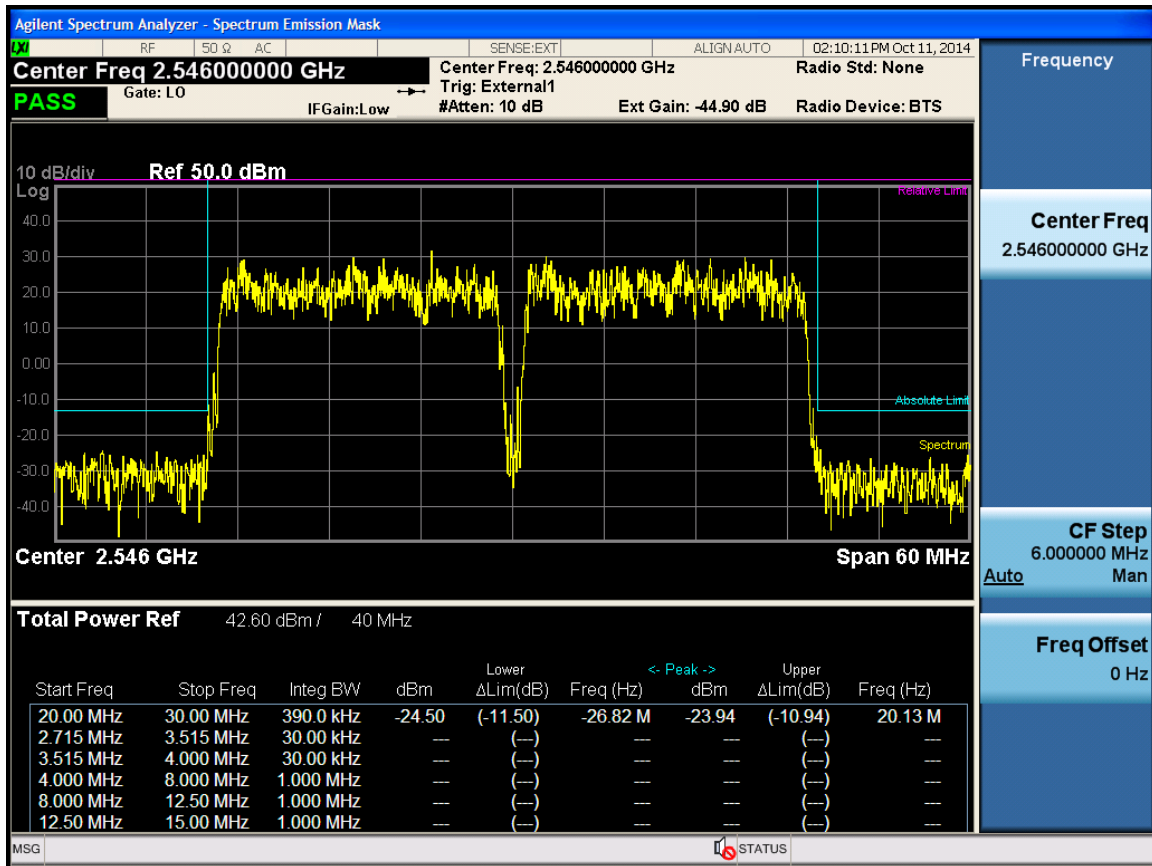 Agilent Spectrum Analyzer - Spectrum Emission Mask
LXI RF 50 Ω AC SENSE:EXT ALIGN AUTO 02:10:11 PM Oct 11, 2014
Center Freq 2.546000000 GHz
Center Freq: 2.546000000 GHz Radio Std: None
PASS Gate: LO Trig: External1
IFGain:Low #Atten: 10 dB Ext Gain: -44.90 dB Radio Device: BTS
10 dB/div Ref 50.0 dBm
Log
Relative Limit
40.0
30.0
20.0
10.0
0.00
-10.0
Absolute Limit
-20.0
Spectrum
-30.0
-40.0
Center 2.546 GHz Span 60 MHz
Total Power Ref 42.60 dBm / 40 MHz
Lower <- Peak -> Upper
Start Freq Stop Freq Integ BW dBm ΔLim(dB) Freq (Hz) dBm ΔLim(dB) Freq (Hz)
20.00 MHz 30.00 MHz 390.0 kHz -24.50 (-11.50) -26.82 M -23.94 (-10.94) 20.13 M
2.715 MHz 3.515 MHz 30.00 kHz --- (---) --- --- (---) ---
3.515 MHz 4.000 MHz 30.00 kHz --- (---) --- --- (---) ---
4.000 MHz 8.000 MHz 1.000 MHz --- (---) --- --- (---) ---
8.000 MHz 12.50 MHz 1.000 MHz --- (---) --- --- (---) ---
12.50 MHz 15.00 MHz 1.000 MHz --- (---) --- --- (---) ---
MSG STATUS
Frequency
Center Freq
2.546000000 GHz
CF Step
6.000000 MHz
Auto Man
Freq Offset
0 Hz